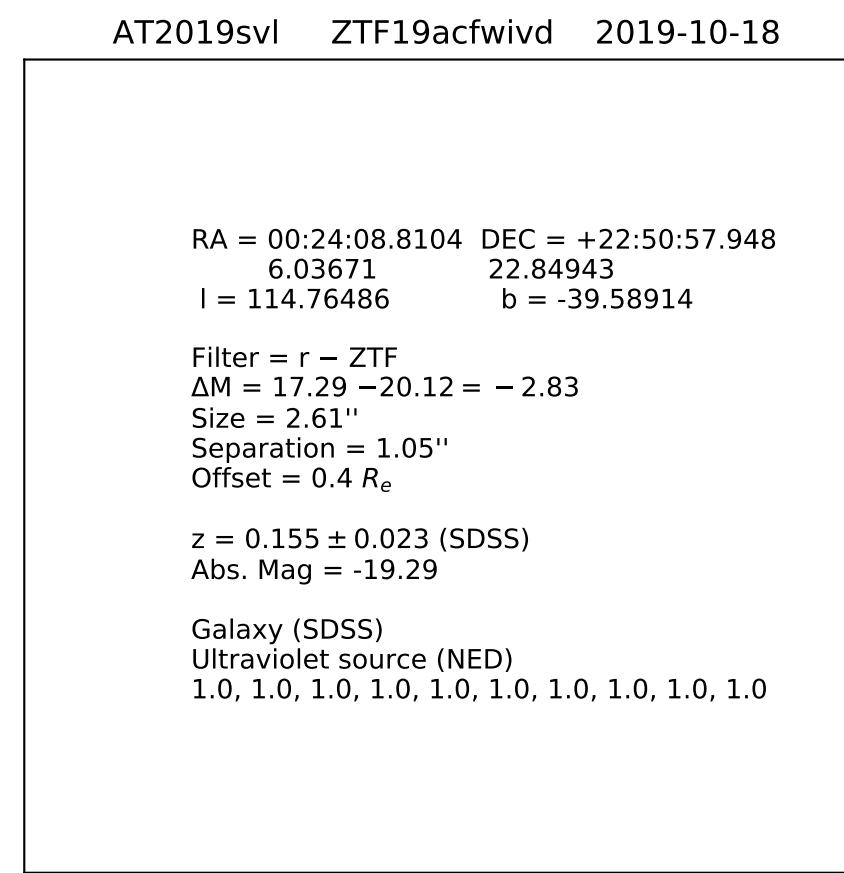 AT2019svl ZTF19acfwivd 2019-10-18
RA = 00:24:08.8104 DEC = +22:50:57.948
6.03671 22.84943
l = 114.76486 b = -39.58914
Filter = r − ZTF
ΔM = 17.29 −20.12 = − 2.83
Size = 2.61''
Separation = 1.05''
Offset = 0.4 Rₑ
z = 0.155 ± 0.023 (SDSS)
Abs. Mag = -19.29
Galaxy (SDSS)
Ultraviolet source (NED)
1.0, 1.0, 1.0, 1.0, 1.0, 1.0, 1.0, 1.0, 1.0, 1.0